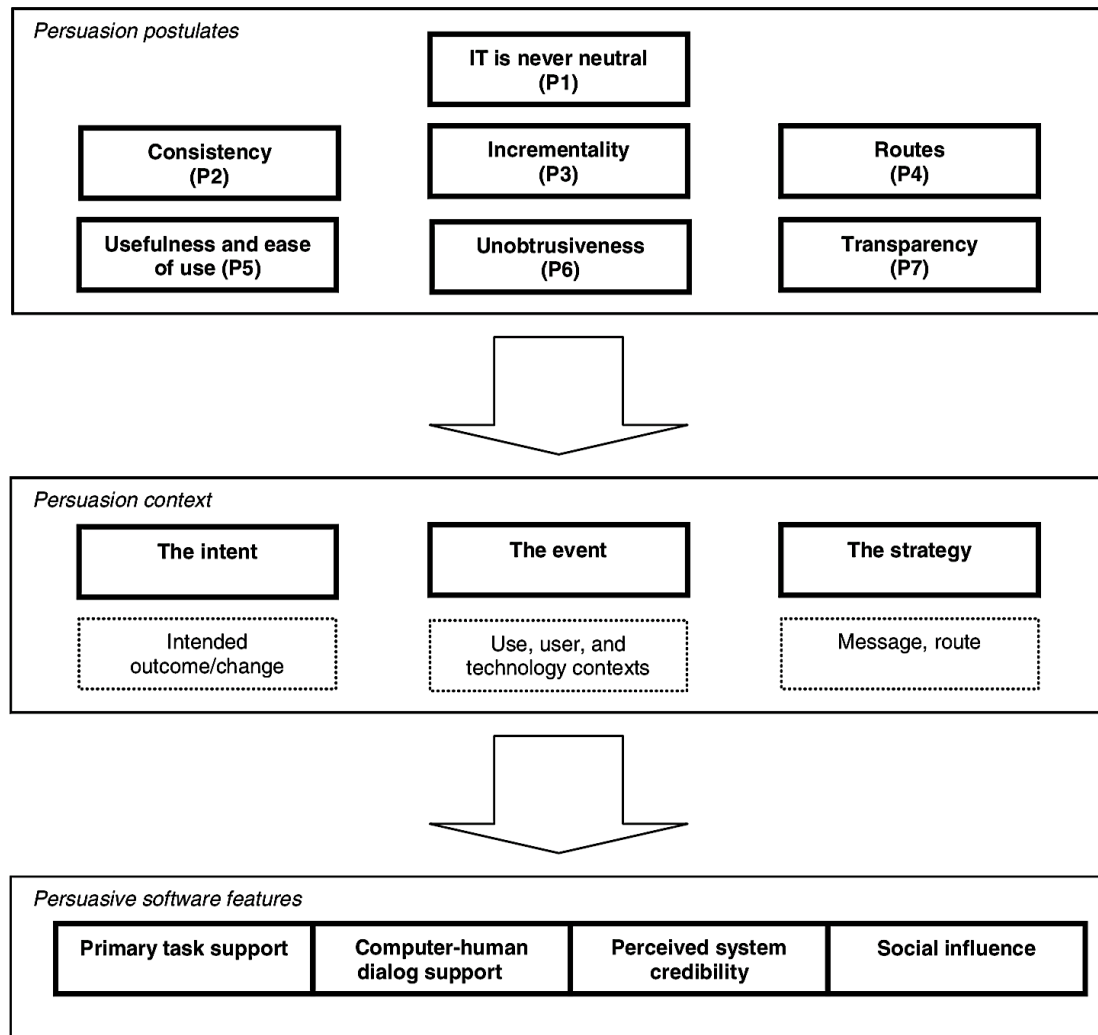 Persuasion postulates
IT is never neutral
(P1)
Consistency
(P2)
Incrementality
(P3)
Routes
(P4)
Usefulness and ease
of use (P5)
Unobtrusiveness
(P6)
Transparency
(P7)
Persuasion context
The intent
The event
The strategy
Intended
outcome/change
Use, user, and
technology contexts
Message, route
Persuasive software features
Primary task support
Computer-human
dialog support
Perceived system
credibility
Social influence